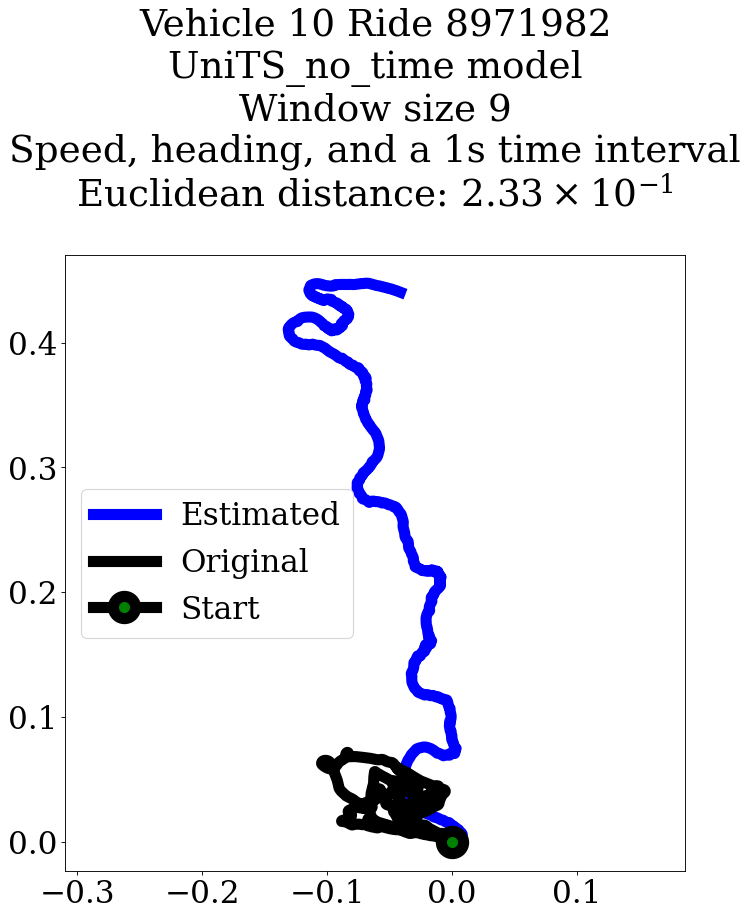 Vehicle 10 Ride 8971982
UniTS_no_time model
Window size 9
Speed, heading, and a 1s time interval
Euclidean distance: 2.33 × 10⁻¹
0.4
0.3
0.2
0.1
0.0
Estimated
Original
Start
−0.3 −0.2 −0.1 0.0 0.1